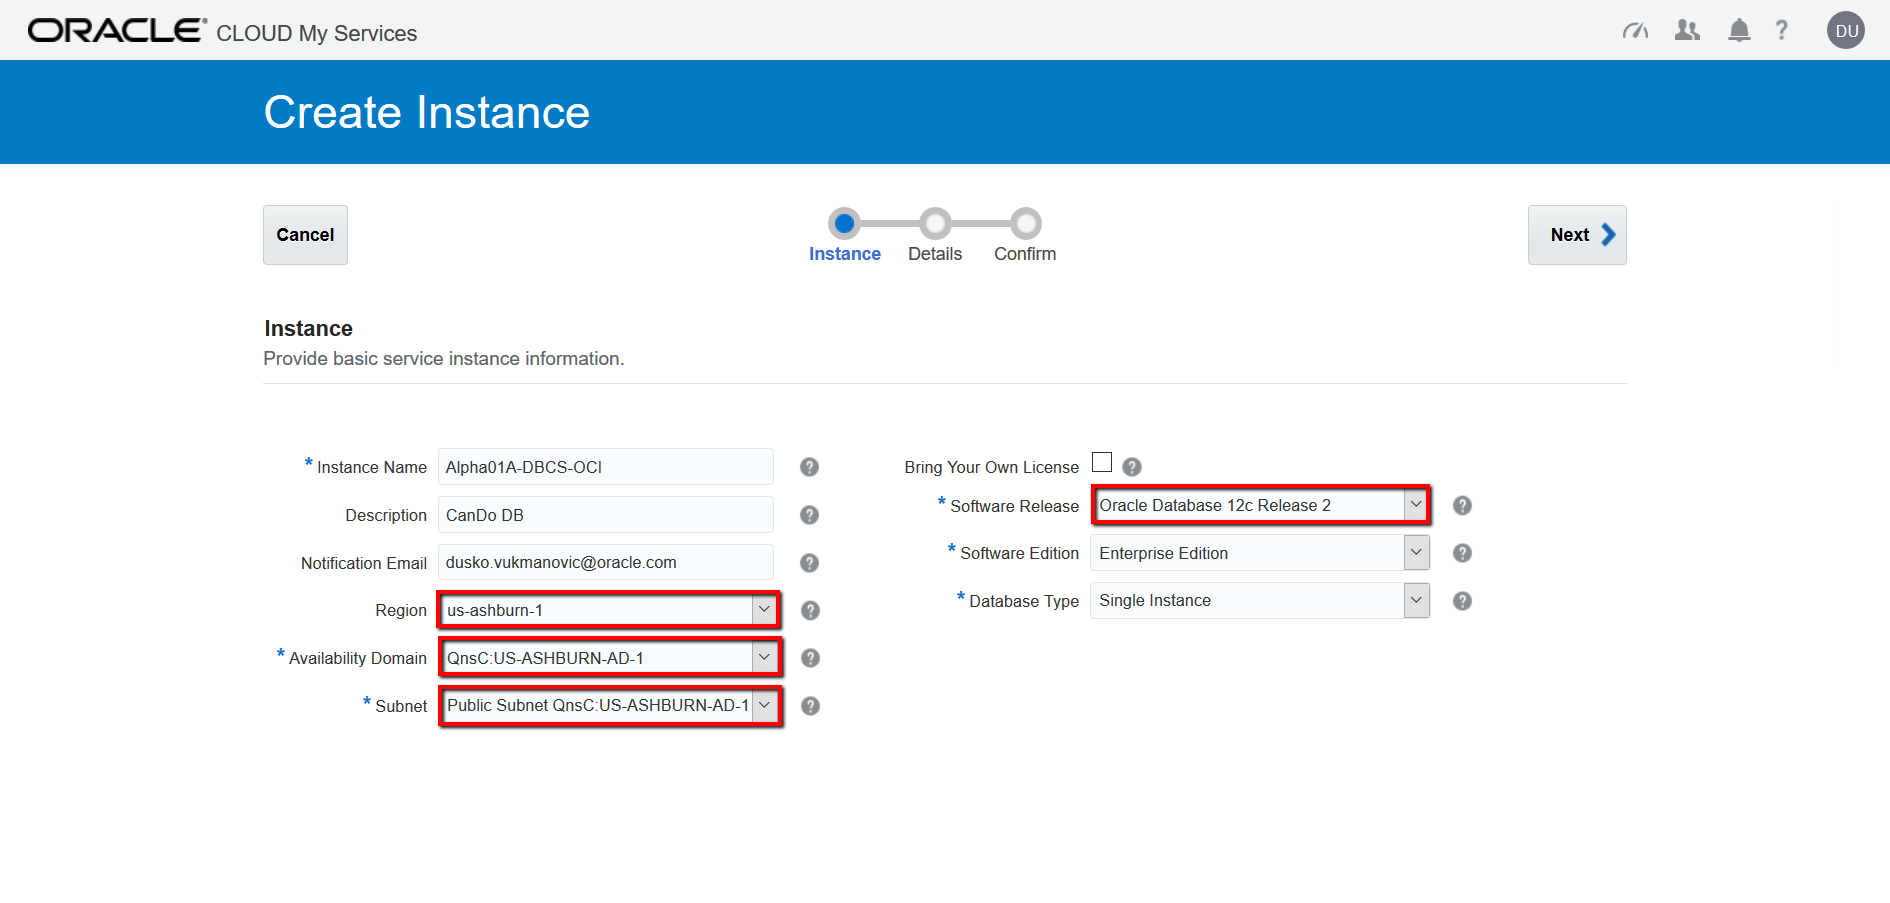 ORACLE® CLOUD My Services
? DU
Create Instance
Cancel
Instance Details Confirm
Next
Instance
Provide basic service instance information.
* Instance Name Alpha01A-DBCS-OCI ?
Description CanDo DB ?
Notification Email dusko.vukmanovic@oracle.com ?
Region us-ashburn-1 ?
* Availability Domain QnsC:US-ASHBURN-AD-1 ?
* Subnet Public Subnet QnsC:US-ASHBURN-AD-1 ?
Bring Your Own License ?
* Software Release Oracle Database 12c Release 2 ?
* Software Edition Enterprise Edition ?
* Database Type Single Instance ?